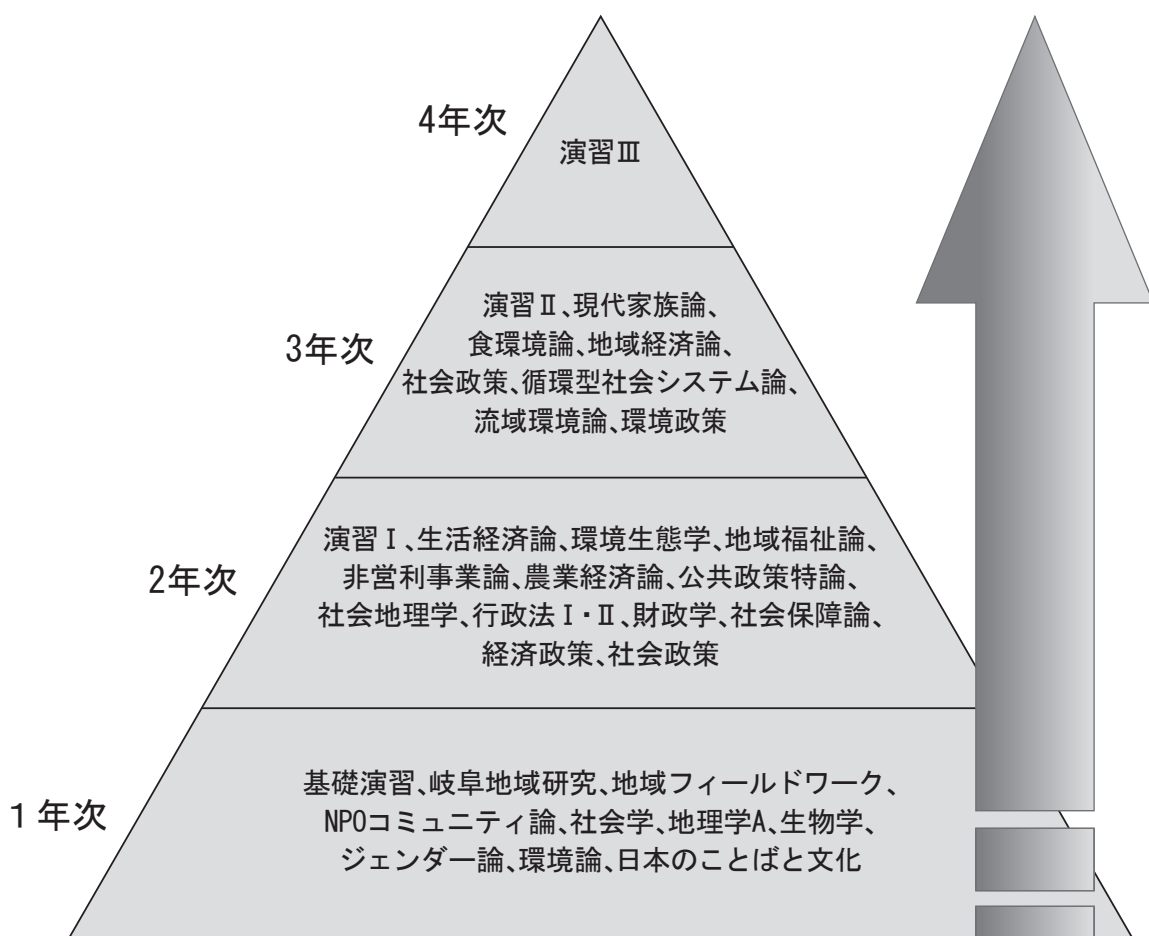 4年次
演習Ⅲ
3年次
演習Ⅱ、現代家族論、
食環境論、地域経済論、
社会政策、循環型社会システム論、
流域環境論、環境政策
2年次
演習Ⅰ、生活経済論、環境生態学、地域福祉論、
非営利事業論、農業経済論、公共政策特論、
社会地理学、行政法Ⅰ・Ⅱ、財政学、社会保障論、
経済政策、社会政策
1年次
基礎演習、岐阜地域研究、地域フィールドワーク、
NPOコミュニティ論、社会学、地理学A、生物学、
ジェンダー論、環境論、日本のことばと文化